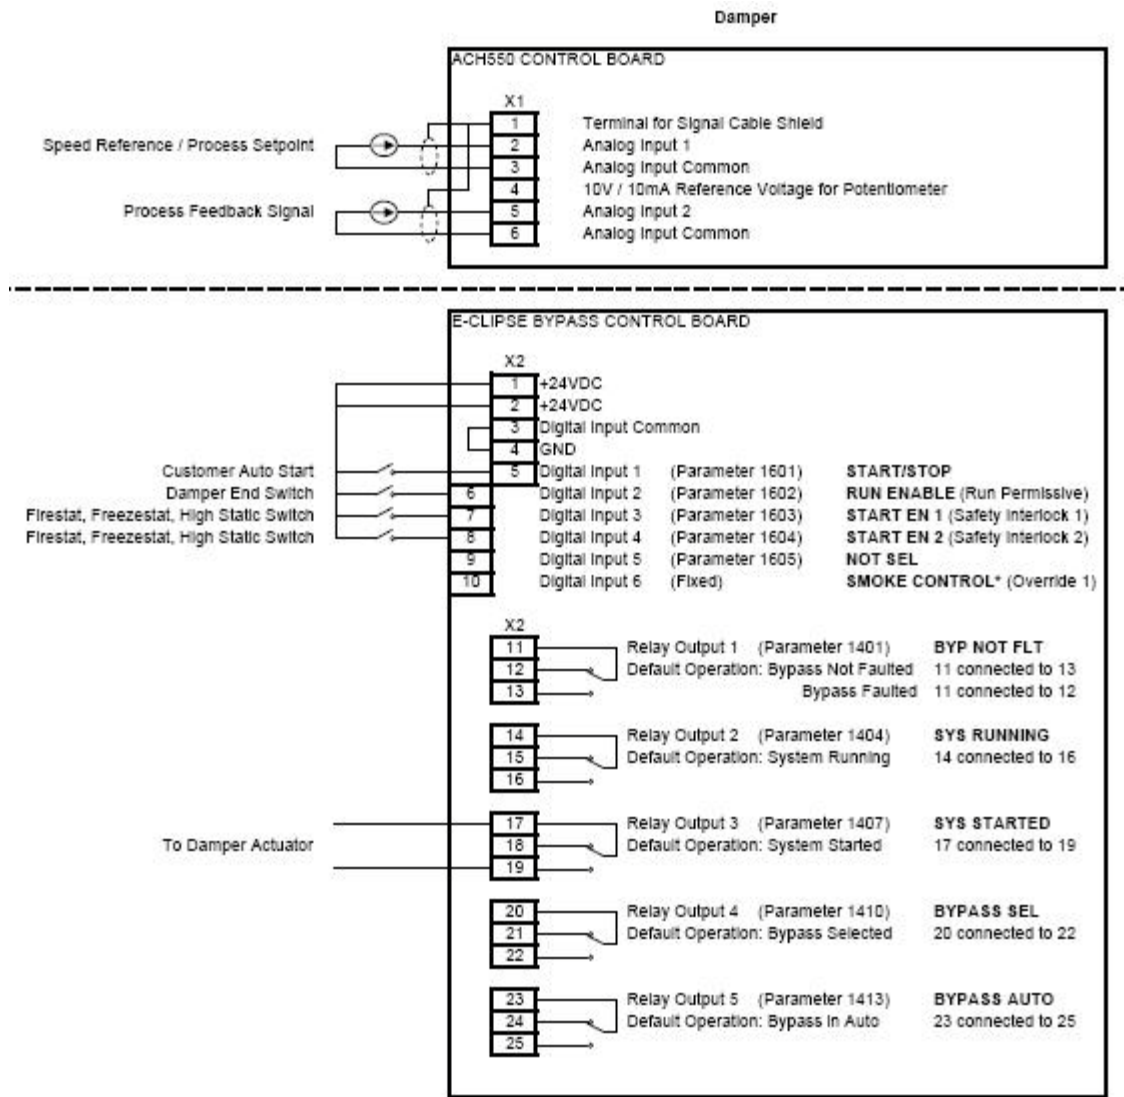 Damper
ACH550 CONTROL BOARD
X1
1 Terminal for Signal Cable Shield
Speed Reference / Process Setpoint 2 Analog Input 1
3 Analog Input Common
4 10V / 10mA Reference Voltage for Potentiometer
Process Feedback Signal 5 Analog Input 2
6 Analog Input Common
E-CLIPSE BYPASS CONTROL BOARD
X2
1 +24VDC
2 +24VDC
3 Digital Input Common
4 GND
Customer Auto Start 5 Digital Input 1 (Parameter 1601) START/STOP
Damper End Switch 6 Digital Input 2 (Parameter 1602) RUN ENABLE (Run Permissive)
Firestat, Freezestat, High Static Switch 7 Digital Input 3 (Parameter 1603) START EN 1 (Safety Interlock 1)
Firestat, Freezestat, High Static Switch 8 Digital Input 4 (Parameter 1604) START EN 2 (Safety Interlock 2)
9 Digital Input 5 (Parameter 1605) NOT SEL
10 Digital Input 6 (Fixed) SMOKE CONTROL* (Override 1)
X2
11 Relay Output 1 (Parameter 1401) BYP NOT FLT
12 Default Operation: Bypass Not Faulted 11 connected to 13
13 Bypass Faulted 11 connected to 12
14 Relay Output 2 (Parameter 1404) SYS RUNNING
15 Default Operation: System Running 14 connected to 16
16
17 Relay Output 3 (Parameter 1407) SYS STARTED
To Damper Actuator 18 Default Operation: System Started 17 connected to 19
19
20 Relay Output 4 (Parameter 1410) BYPASS SEL
21 Default Operation: Bypass Selected 20 connected to 22
22
23 Relay Output 5 (Parameter 1413) BYPASS AUTO
24 Default Operation: Bypass In Auto 23 connected to 25
25